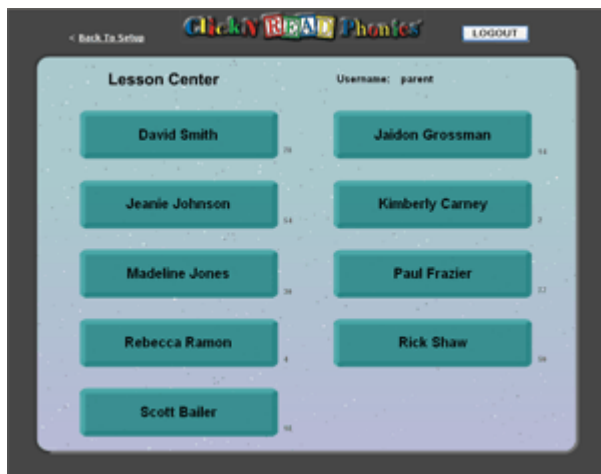 < Back To Setup
ClickN READ Phonics
LOGOUT
Lesson Center
Username: parent
David Smith
Jaidon Grossman
Jeanie Johnson
Kimberly Carney
Madeline Jones
Paul Frazier
Rebecca Ramon
Rick Shaw
Scott Bailer